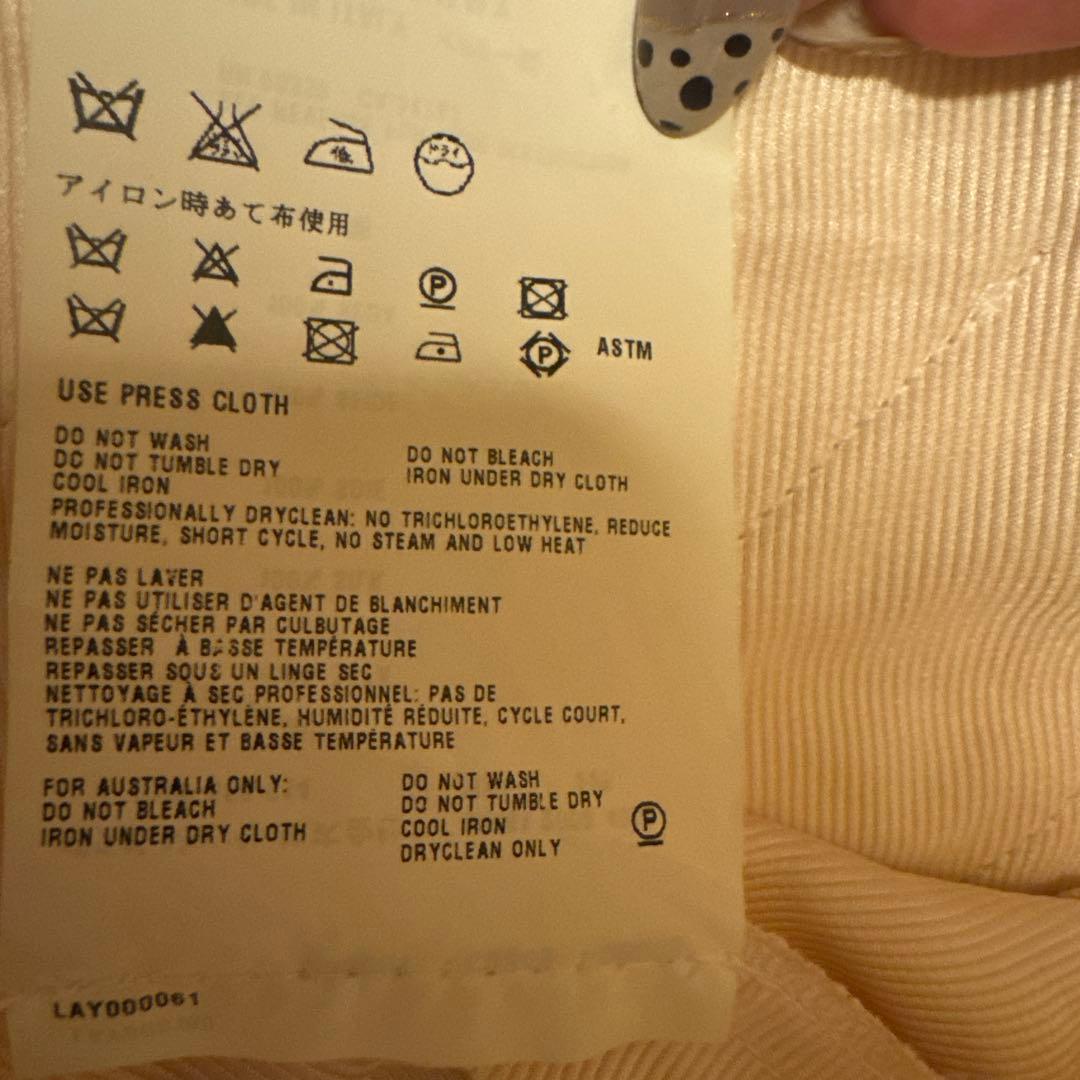 ドライ
低
アイロン時あて布使用
P
P ASTM
USE PRESS CLOTH
DO NOT WASH
DO NOT TUMBLE DRY
COOL IRON
DO NOT BLEACH
IRON UNDER DRY CLOTH
PROFESSIONALLY DRYCLEAN: NO TRICHLOROETHYLENE, REDUCE
MOISTURE, SHORT CYCLE, NO STEAM AND LOW HEAT
NE PAS LAVER
NE PAS UTILISER D'AGENT DE BLANCHIMENT
NE PAS SÉCHER PAR CULBUTAGE
REPASSER À BASSE TEMPÉRATURE
REPASSER SOUS UN LINGE SEC
NETTOYAGE À SEC PROFESSIONNEL: PAS DE
TRICHLORO-ÉTHYLÈNE, HUMIDITÉ RÉDUITE, CYCLE COURT,
SANS VAPEUR ET BASSE TEMPÉRATURE
FOR AUSTRALIA ONLY:
DO NOT BLEACH
IRON UNDER DRY CLOTH
DO NOT WASH
DO NOT TUMBLE DRY
COOL IRON
DRYCLEAN ONLY
P
LAY000061